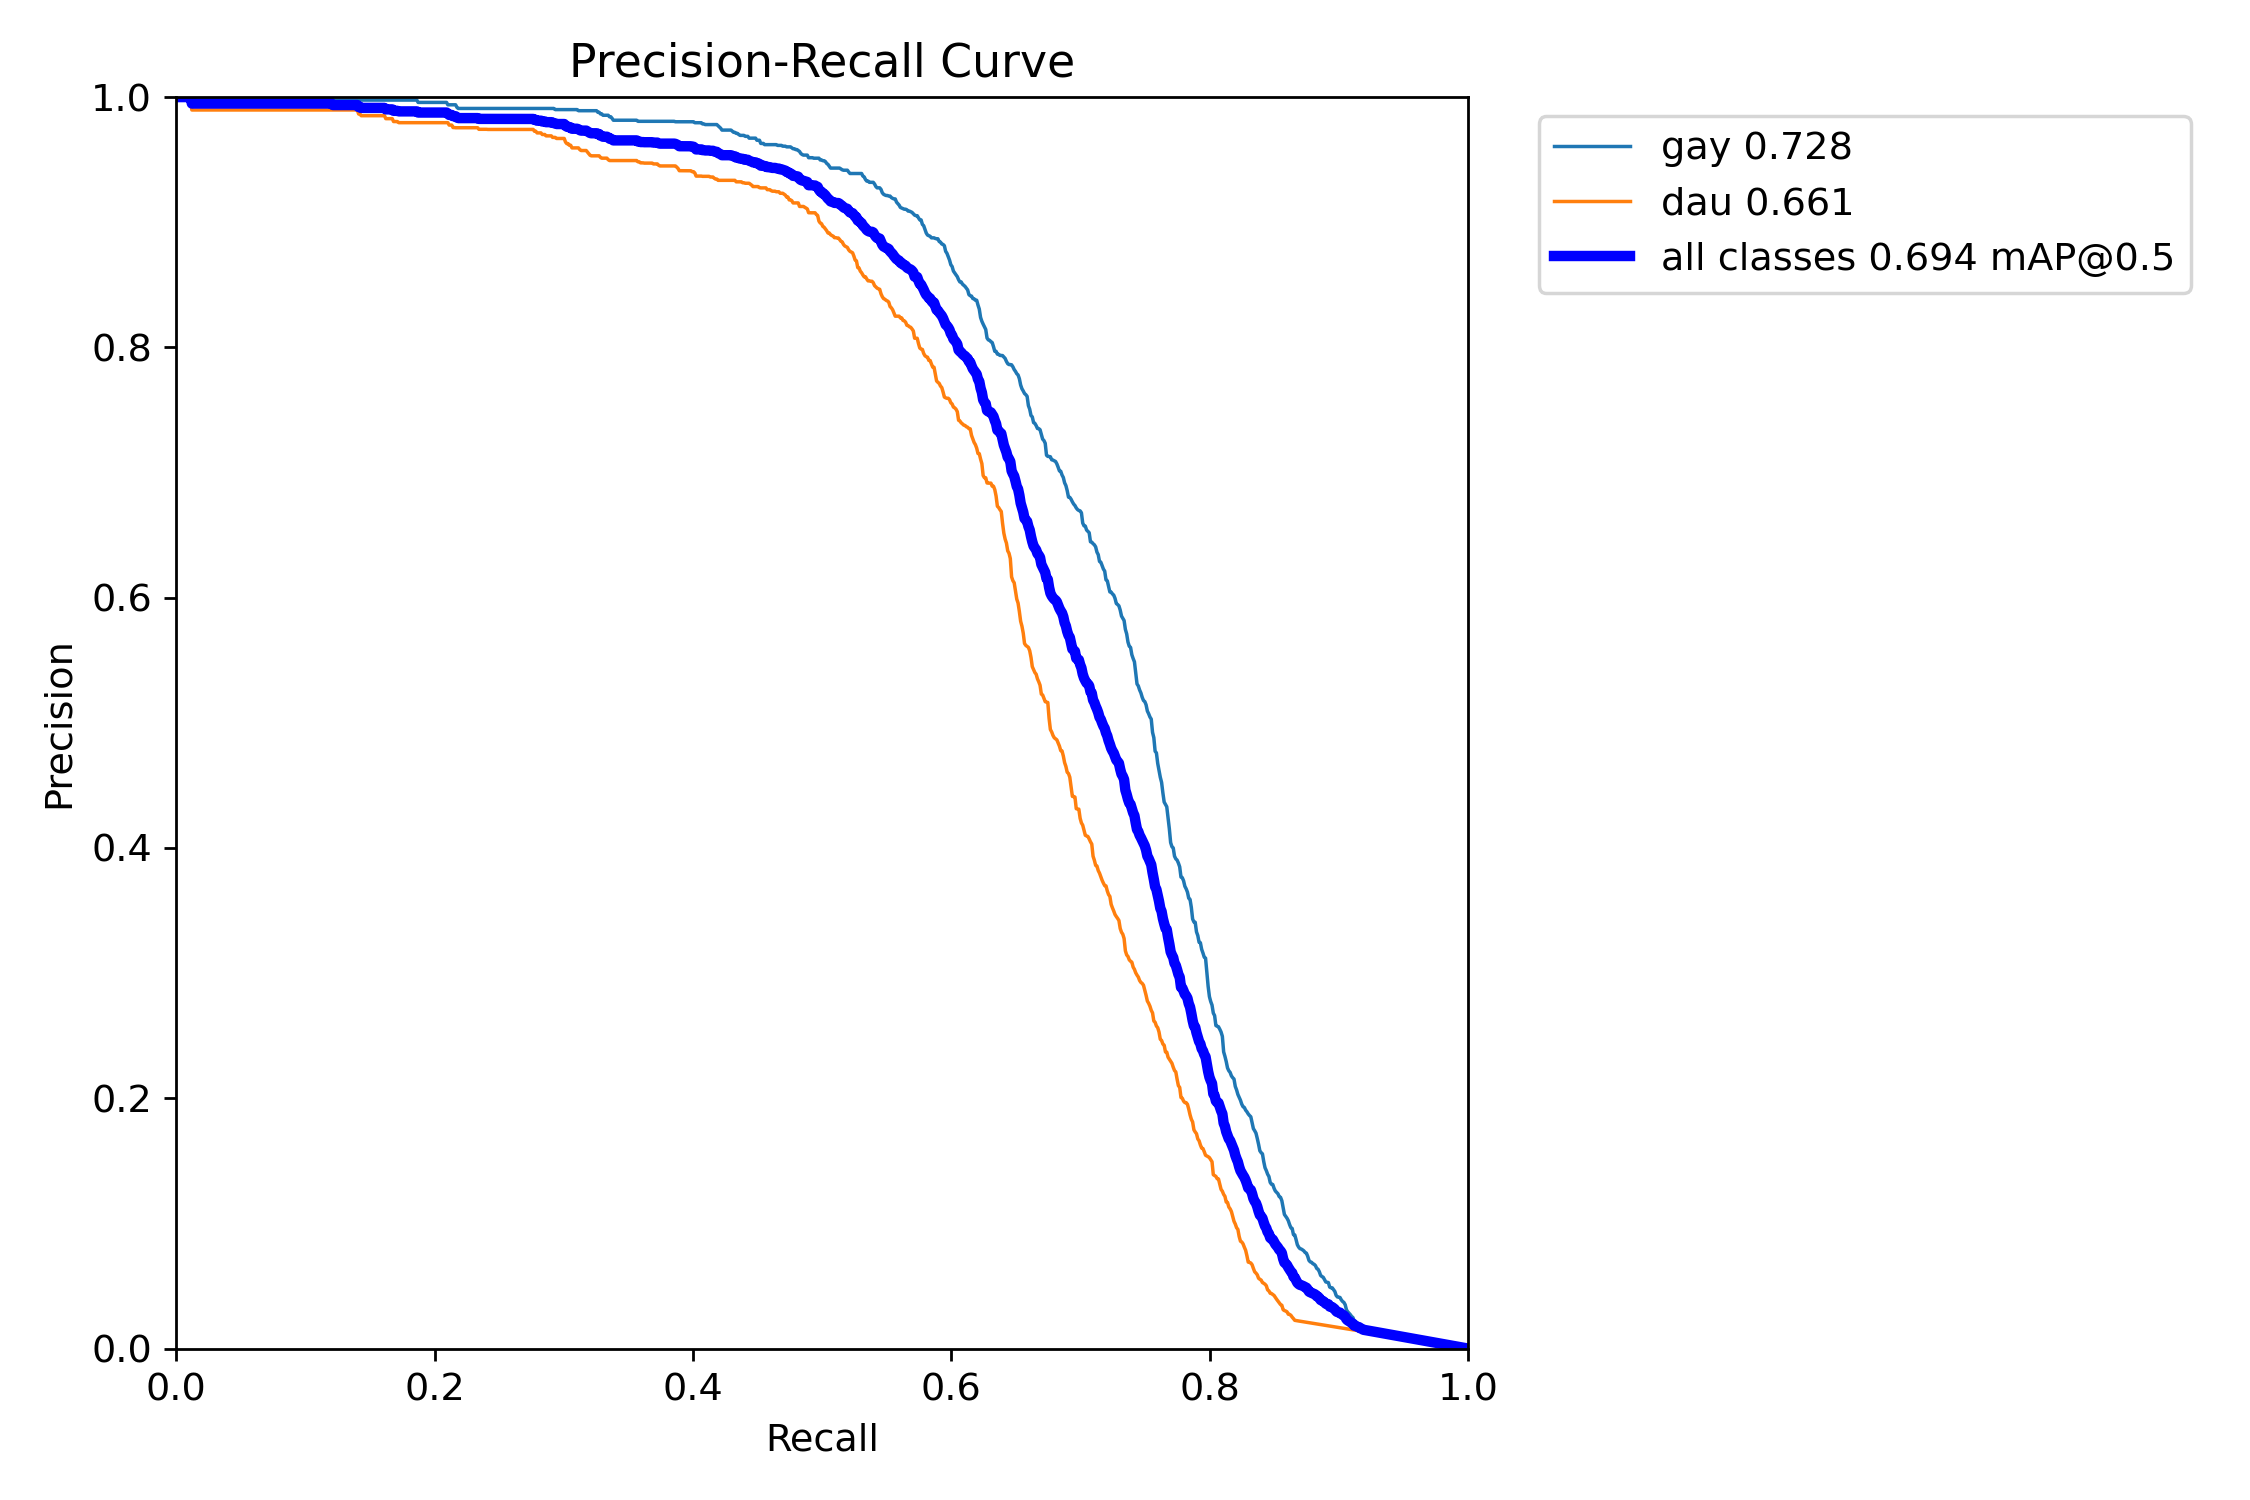 Precision-Recall Curve
1.0
0.8
0.6
0.4
0.2
0.0
Precision
0.0 0.2 0.4 0.6 0.8 1.0
Recall
gay 0.728
dau 0.661
all classes 0.694 mAP@0.5